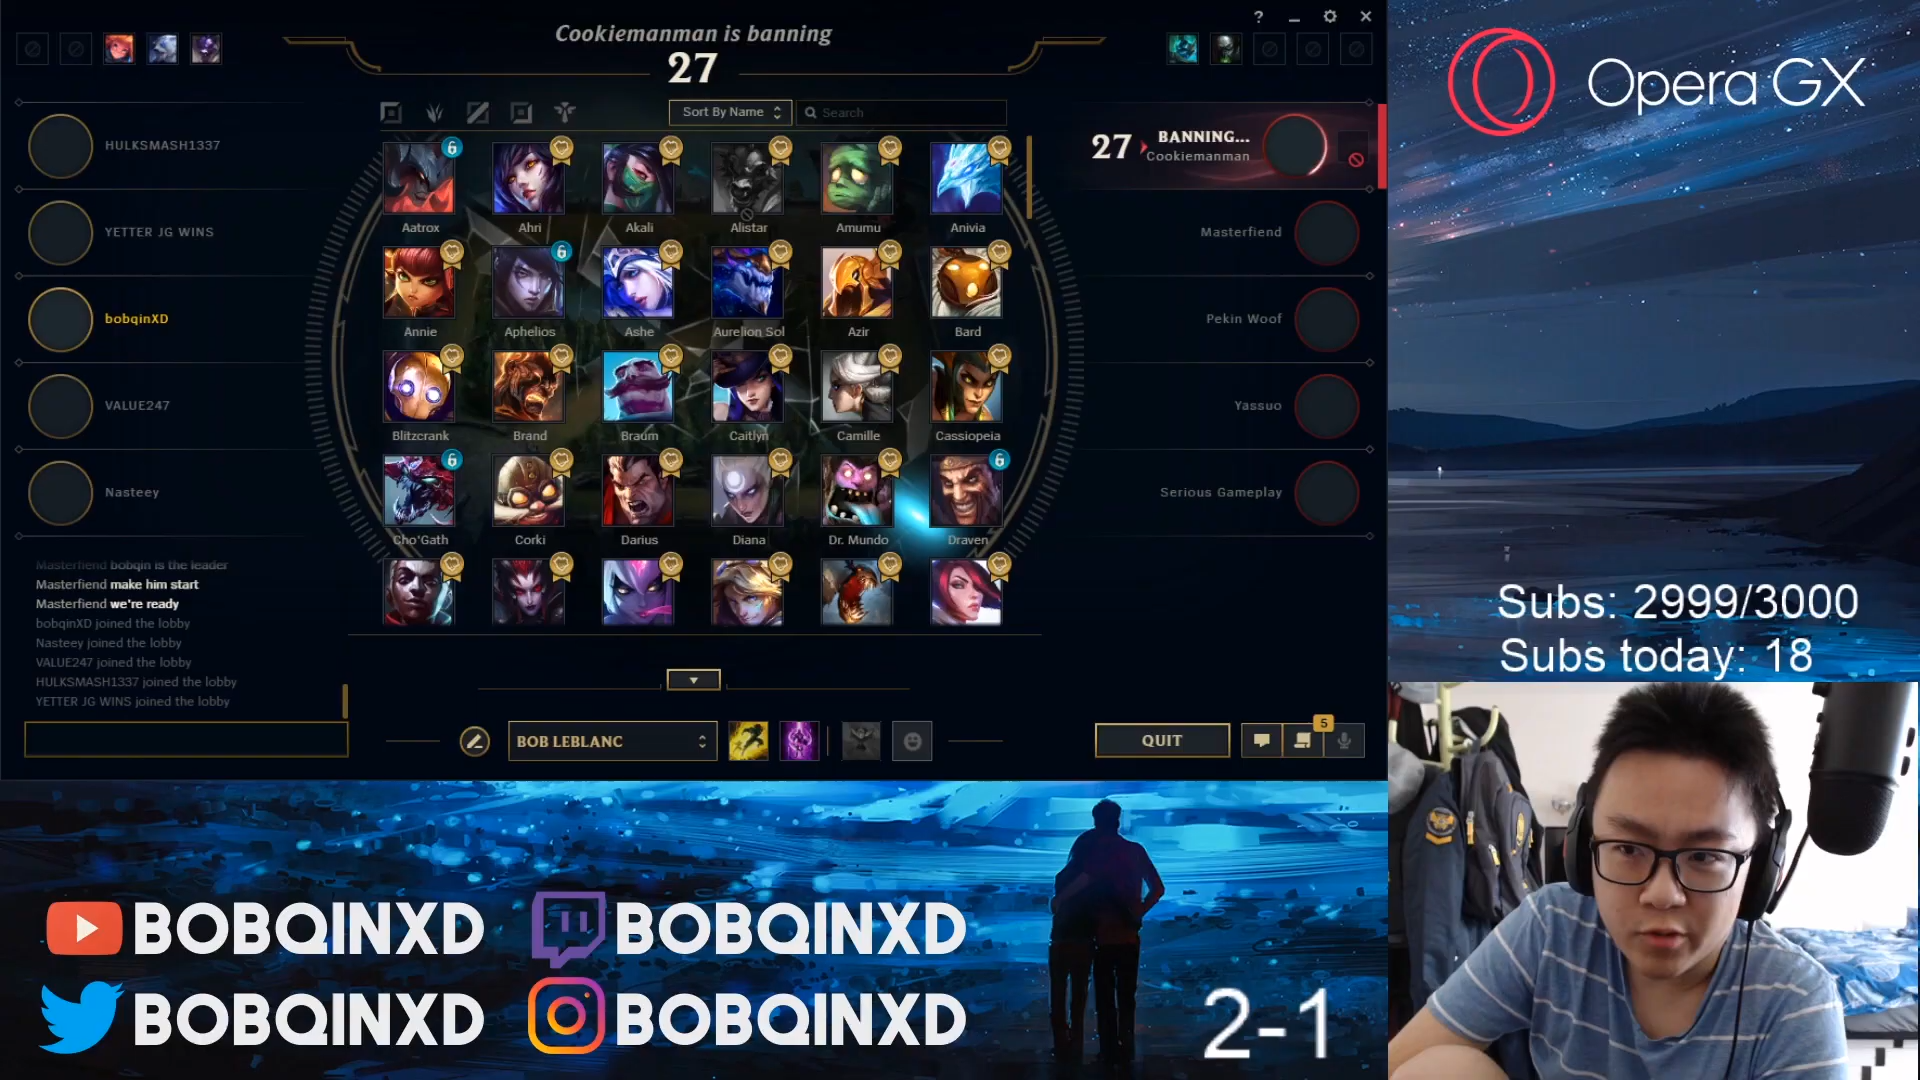 Cookiemanman is banning
27
?
Sort By Name
Search
HULKSMASH1337
YETTER JG WINS
bobqinXD
VALUE247
Nasteey
27
BANNING...
Cookiemanman
Masterfiend
Pekin Woof
Yassuo
Serious Gameplay
6
Aatrox
Ahri
Akali
Alistar
Amumu
Anivia
6
Annie
Aphelios
Ashe
Aurelion Sol
Azir
Bard
Blitzcrank
Brand
Braum
Caitlyn
Camille
Cassiopeia
6
6
Cho'Gath
Corki
Darius
Diana
Dr. Mundo
Draven
Masterfiend bobqin is the leader
Masterfiend make him start
Masterfiend we're ready
bobqinXD joined the lobby
Nasteey joined the lobby
VALUE247 joined the lobby
HULKSMASH1337 joined the lobby
YETTER JG WINS joined the lobby
BOB LEBLANC
QUIT
5
Opera GX
Subs: 2999/3000
Subs today: 18
BOBQINXD
BOBQINXD
BOBQINXD
BOBQINXD
2-1